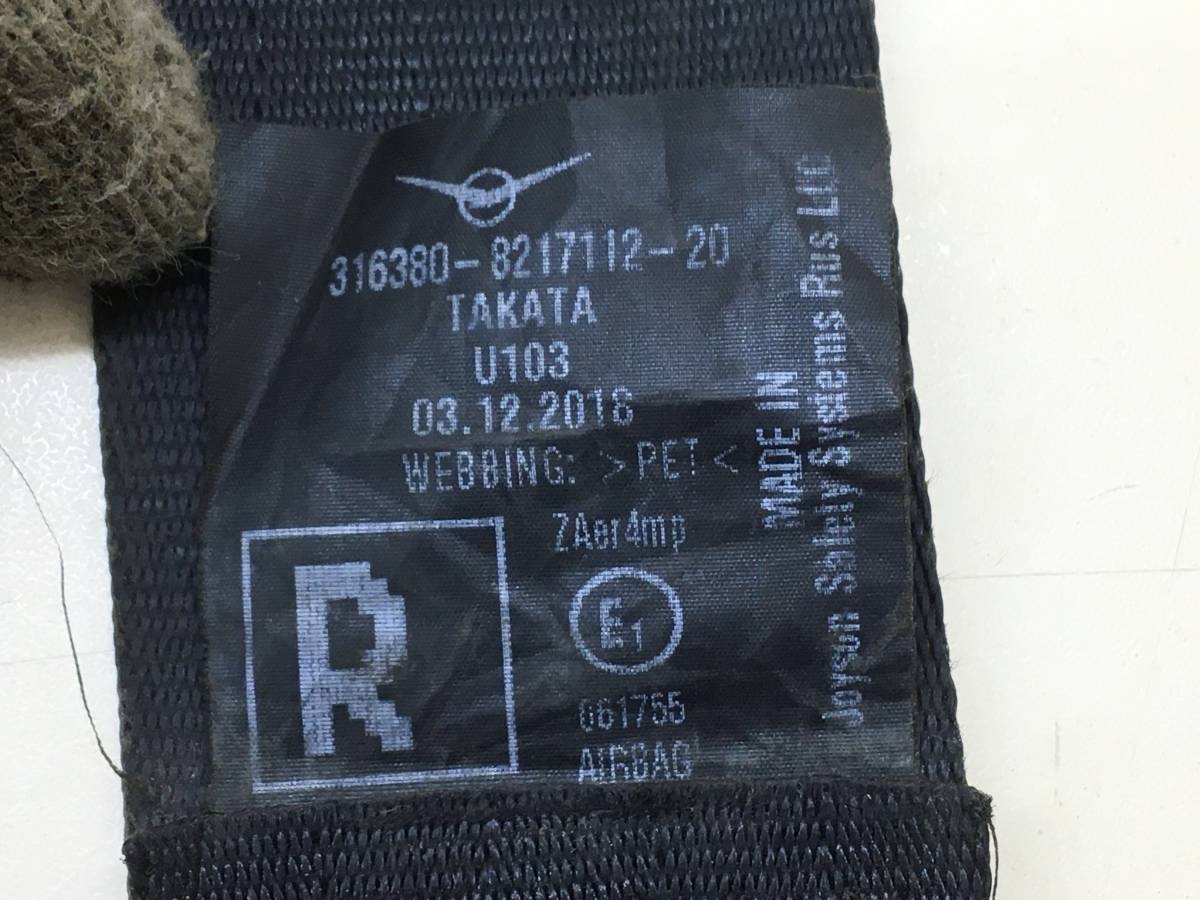 316380-8217112-20
TAKATA
U103
03.12.2018
WEBBING: >PET<
ZAer4mp
R
E1
061755
AIRBAG
MADE IN
Joyson Safety Systems Rus LLC